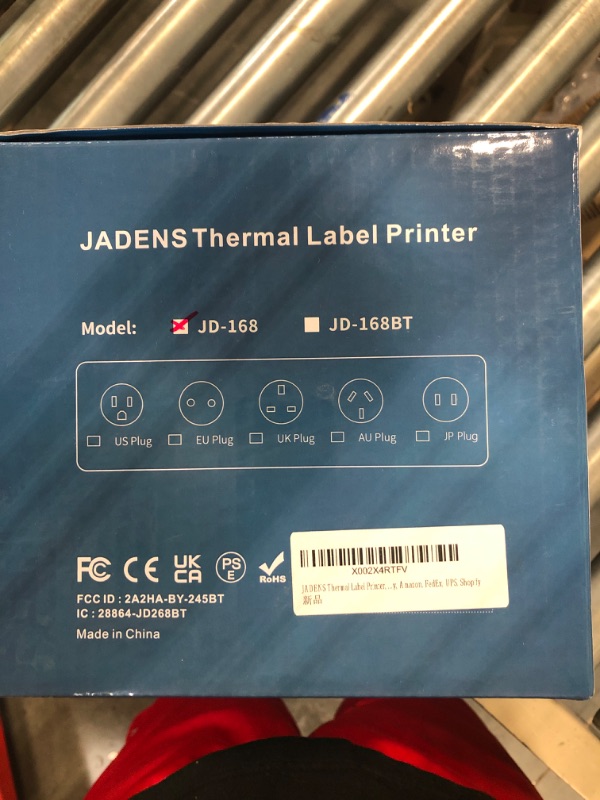 JADENS Thermal Label Printer
Model: JD-168 JD-168BT
US Plug EU Plug UK Plug AU Plug JP Plug
FC CE UK CA PS E RoHS
FCC ID : 2A2HA-BY-245BT
IC : 28864-JD268BT
Made in China
X002X4RTFV
JADENS Thermal Label Printer....y, Amazon, FedEx, UPS, Shopify
新品